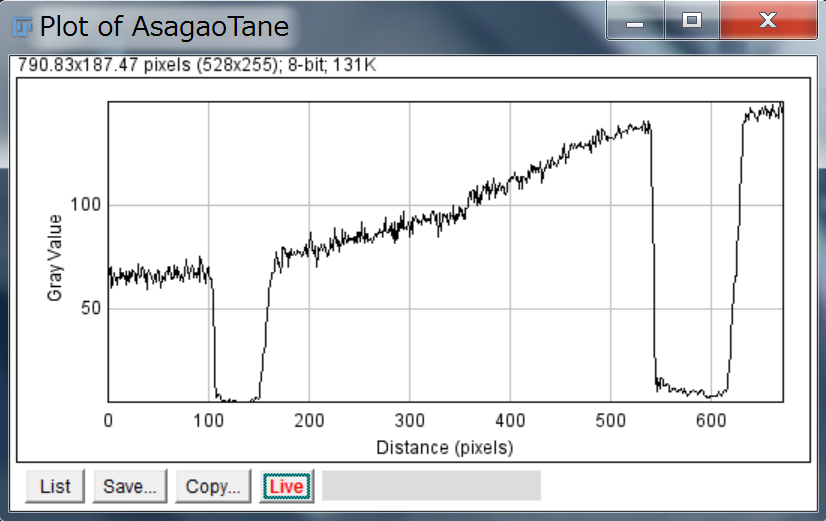 Plot of AsagaoTane
790.83x187.47 pixels (528x255); 8-bit; 131K
Gray Value
100
50
0 100 200 300 400 500 600
Distance (pixels)
List Save... Copy... Live